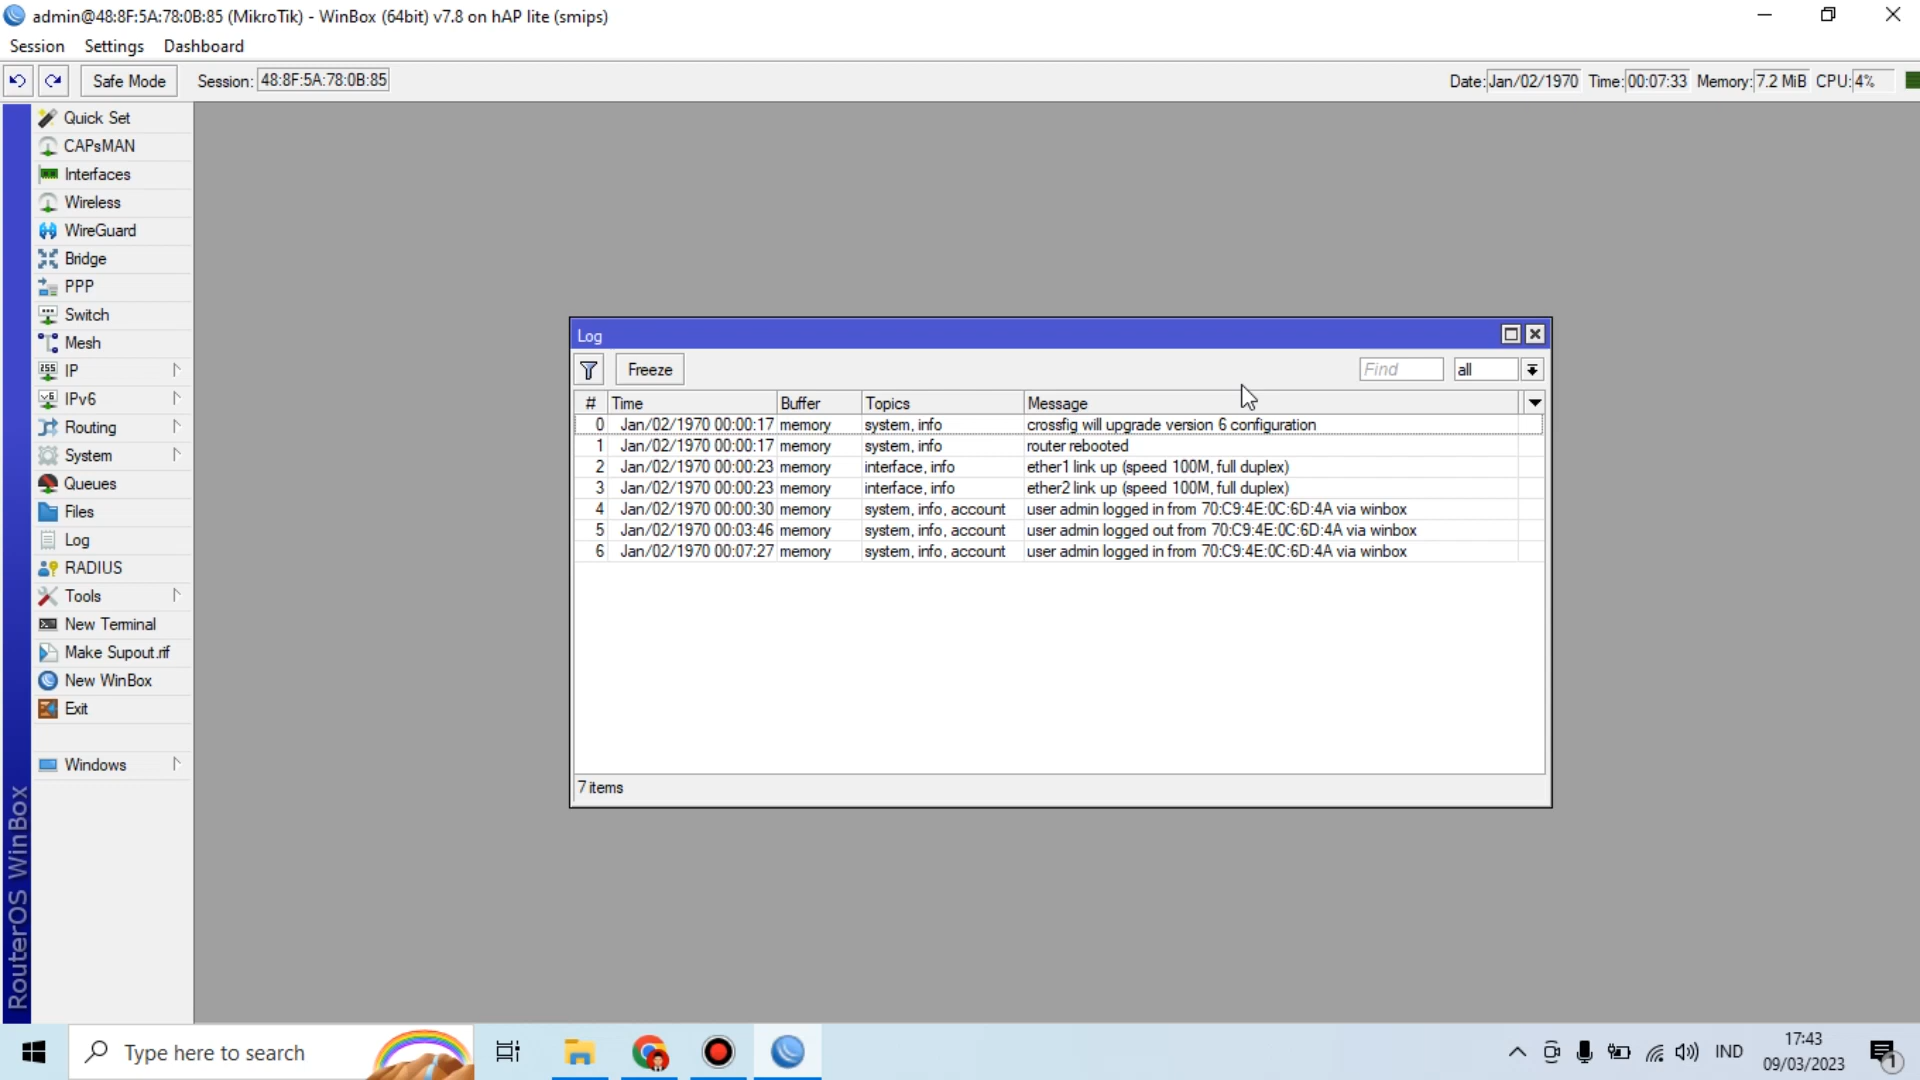 admin@48:8F:5A:78:0B:85 (MikroTik) - WinBox (64bit) v7.8 on hAP lite (smips)
Session Settings Dashboard
Safe Mode Session: 48:8F:5A:78:0B:85 Date: Jan/02/1970 Time: 00:07:33 Memory: 7.2 MiB CPU: 4%
Quick Set
CAPsMAN
Interfaces
Wireless
WireGuard
Bridge
PPP
Switch
Mesh
IP
IPv6
Routing
System
Queues
Files
Log
RADIUS
Tools
New Terminal
Make Supout.rif
New WinBox
Exit
Windows
RouterOS WinBox
Log
Freeze Find all
# Time Buffer Topics Message
0 Jan/02/1970 00:00:17 memory system, info crossfig will upgrade version 6 configuration
1 Jan/02/1970 00:00:17 memory system, info router rebooted
2 Jan/02/1970 00:00:23 memory interface, info ether1 link up (speed 100M, full duplex)
3 Jan/02/1970 00:00:23 memory interface, info ether2 link up (speed 100M, full duplex)
4 Jan/02/1970 00:00:30 memory system, info, account user admin logged in from 70:C9:4E:0C:6D:4A via winbox
5 Jan/02/1970 00:03:46 memory system, info, account user admin logged out from 70:C9:4E:0C:6D:4A via winbox
6 Jan/02/1970 00:07:27 memory system, info, account user admin logged in from 70:C9:4E:0C:6D:4A via winbox
7 items
Type here to search
IND
17:43
09/03/2023
1